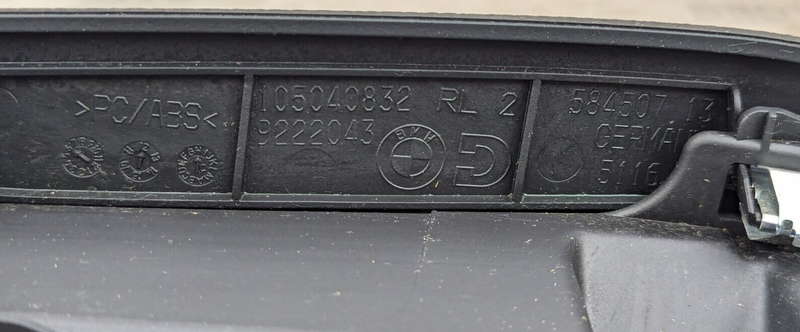 >PC/ABS<
105040832 RL 2
9222043
BMW
584507 13
GERMAN
5116